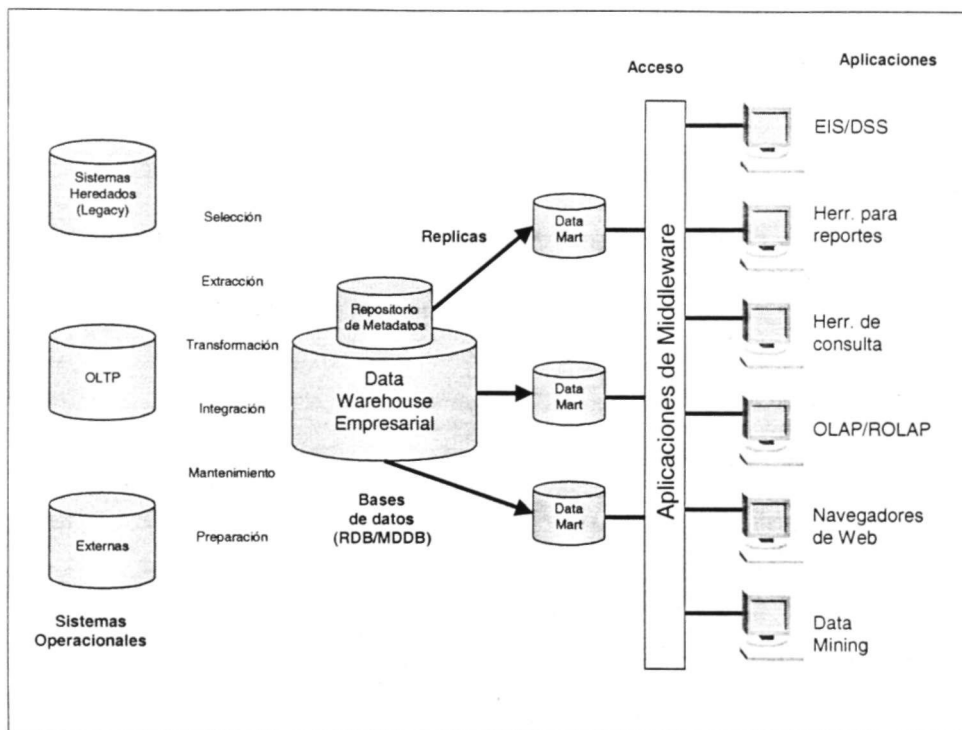 Acceso
Aplicaciones
Sistemas
Heredados
(Legacy)
OLTP
Externas
Sistemas
Operacionales
Selección
Extracción
Transformación
Integración
Mantenimiento
Preparación
Repositorio
de Metadatos
Data
Warehouse
Empresarial
Bases
de datos
(RDB/MDDB)
Replicas
Data
Mart
Data
Mart
Data
Mart
Aplicaciones de Middleware
EIS/DSS
Herr. para
reportes
Herr. de
consulta
OLAP/ROLAP
Navegadores
de Web
Data
Mining